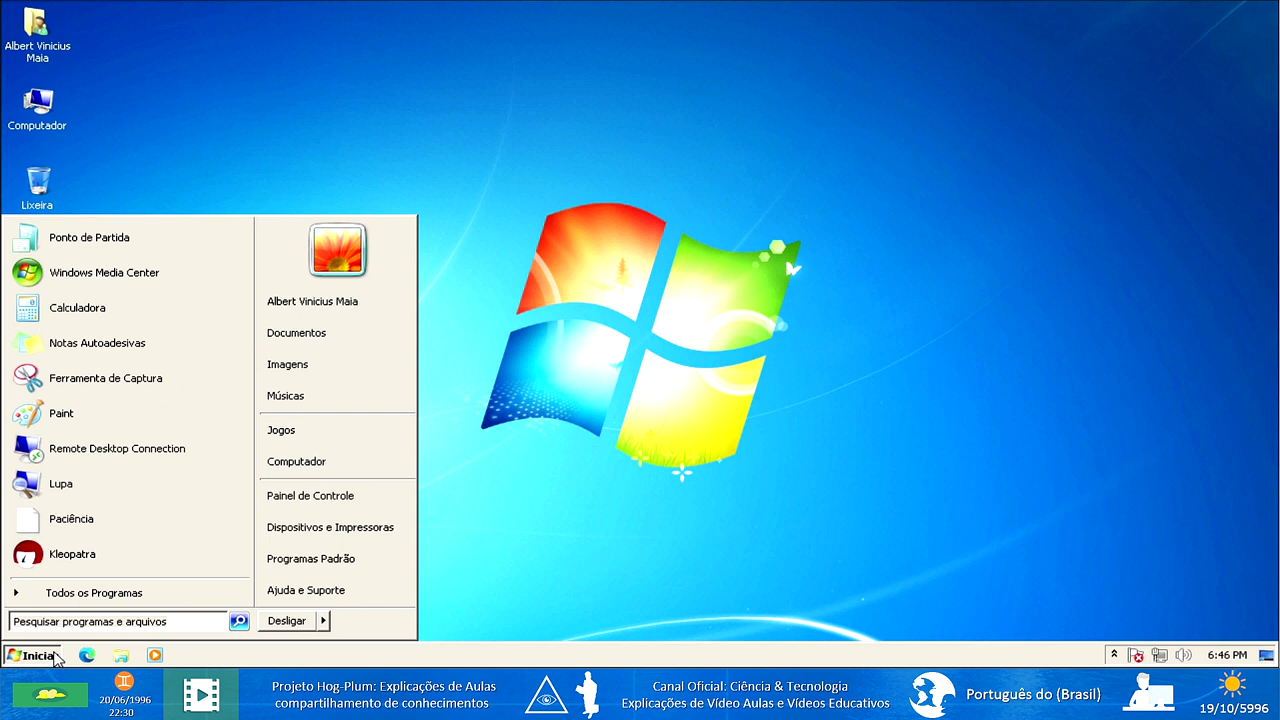 Albert Vinicius
Maia
Computador
Lixeira
Ponto de Partida
Windows Media Center
Calculadora
Notas Autoadesivas
Ferramenta de Captura
Paint
Remote Desktop Connection
Lupa
Paciência
Kleopatra
Todos os Programas
Pesquisar programas e arquivos
Albert Vinicius Maia
Documentos
Imagens
Músicas
Jogos
Computador
Painel de Controle
Dispositivos e Impressoras
Programas Padrão
Ajuda e Suporte
Desligar
Inicia
6:46 PM
20/06/1996
22:30
Projeto Hog-Plum: Explicações de Aulas
compartilhamento de conhecimentos
Canal Oficial: Ciência & Tecnologia
Explicações de Vídeo Aulas e Vídeos Educativos
Português do (Brasil)
19/10/5996